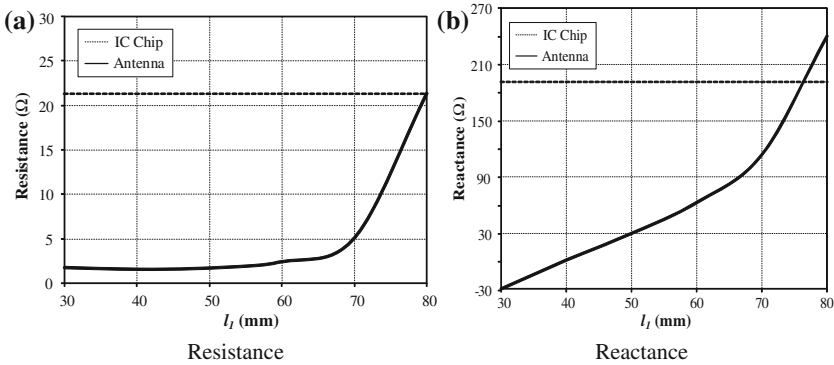 (a)
30
25
20
15
10
5
0
Resistance (Ω)
IC Chip
Antenna
30 40 50 60 70 80
l1 (mm)
Resistance
(b)
270
210
150
90
30
-30
Reactance (Ω)
IC Chip
Antenna
30 40 50 60 70 80
l1 (mm)
Reactance